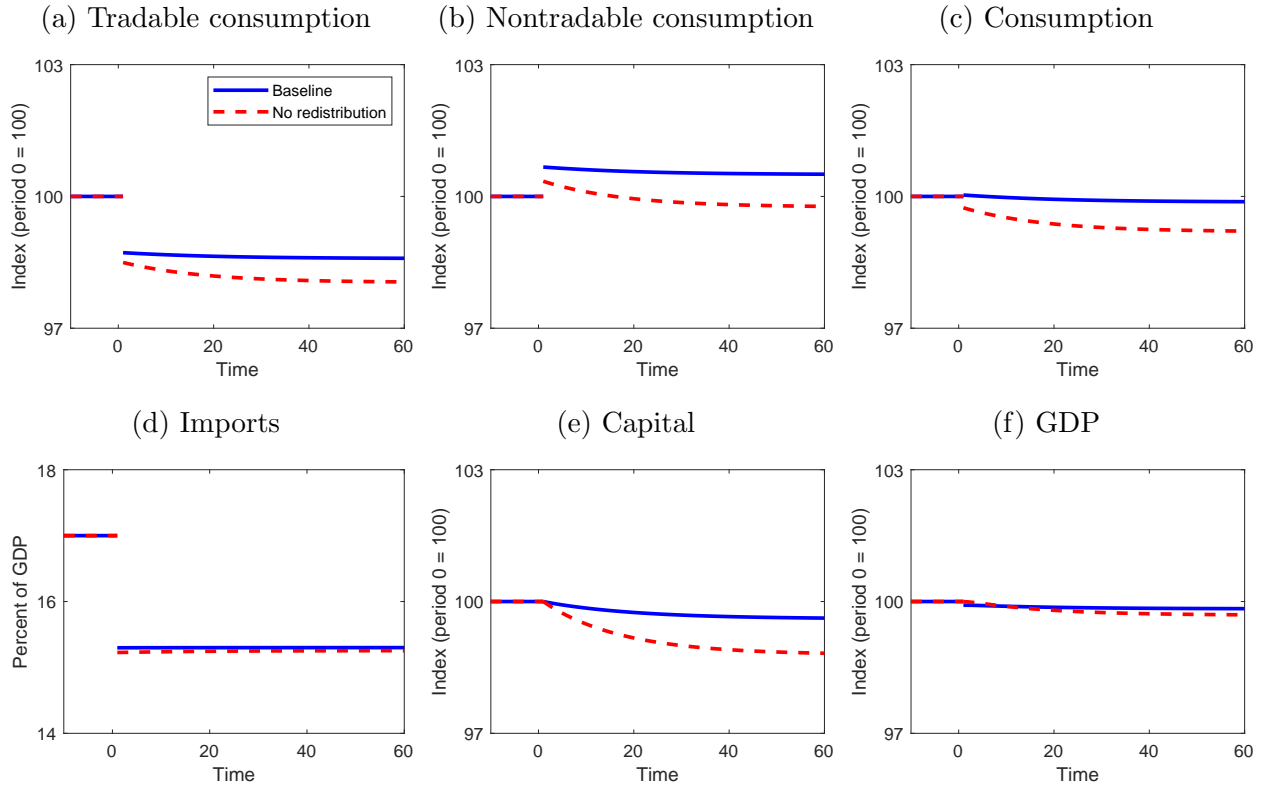 (a) Tradable consumption
103
100
97
Index (period 0 = 100)
Baseline
No redistribution
0 20 40 60
Time
(b) Nontradable consumption
103
100
97
Index (period 0 = 100)
0 20 40 60
Time
(c) Consumption
103
100
97
Index (period 0 = 100)
0 20 40 60
Time
(d) Imports
18
16
14
Percent of GDP
0 20 40 60
Time
(e) Capital
103
100
97
Index (period 0 = 100)
0 20 40 60
Time
(f) GDP
103
100
97
Index (period 0 = 100)
0 20 40 60
Time